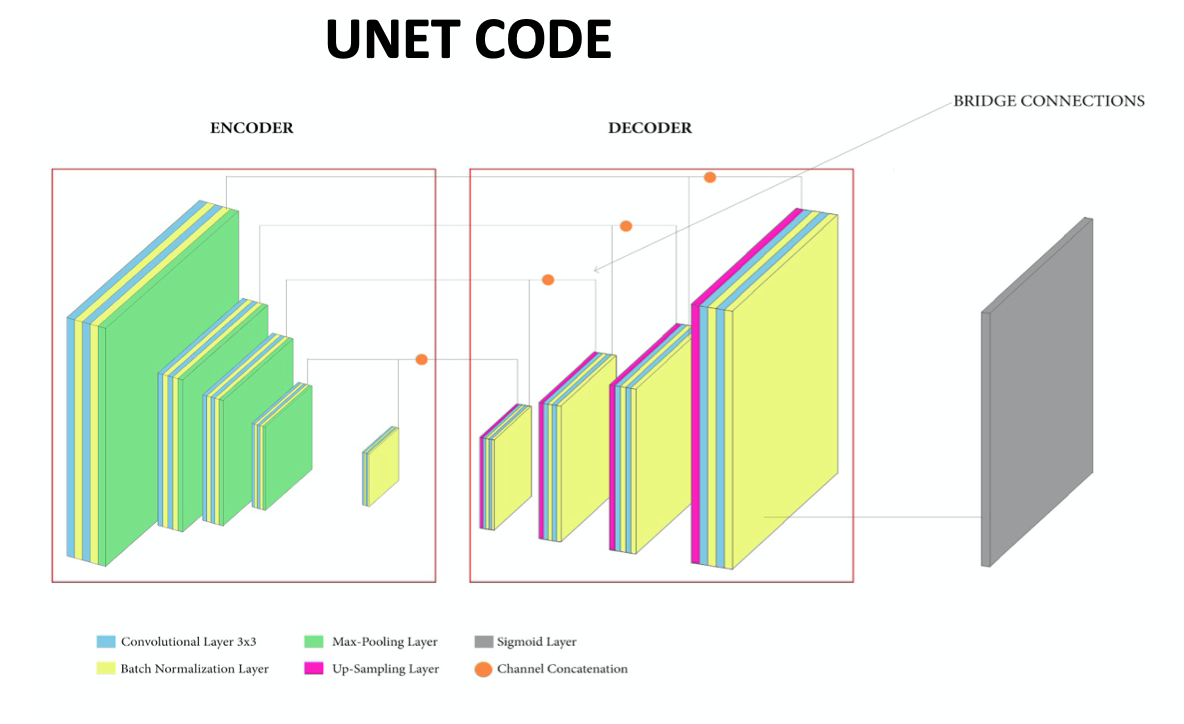 UNET CODE
BRIDGE CONNECTIONS
ENCODER
DECODER
Convolutional Layer 3x3
Max-Pooling Layer
Sigmoid Layer
Batch Normalization Layer
Up-Sampling Layer
Channel Concatenation